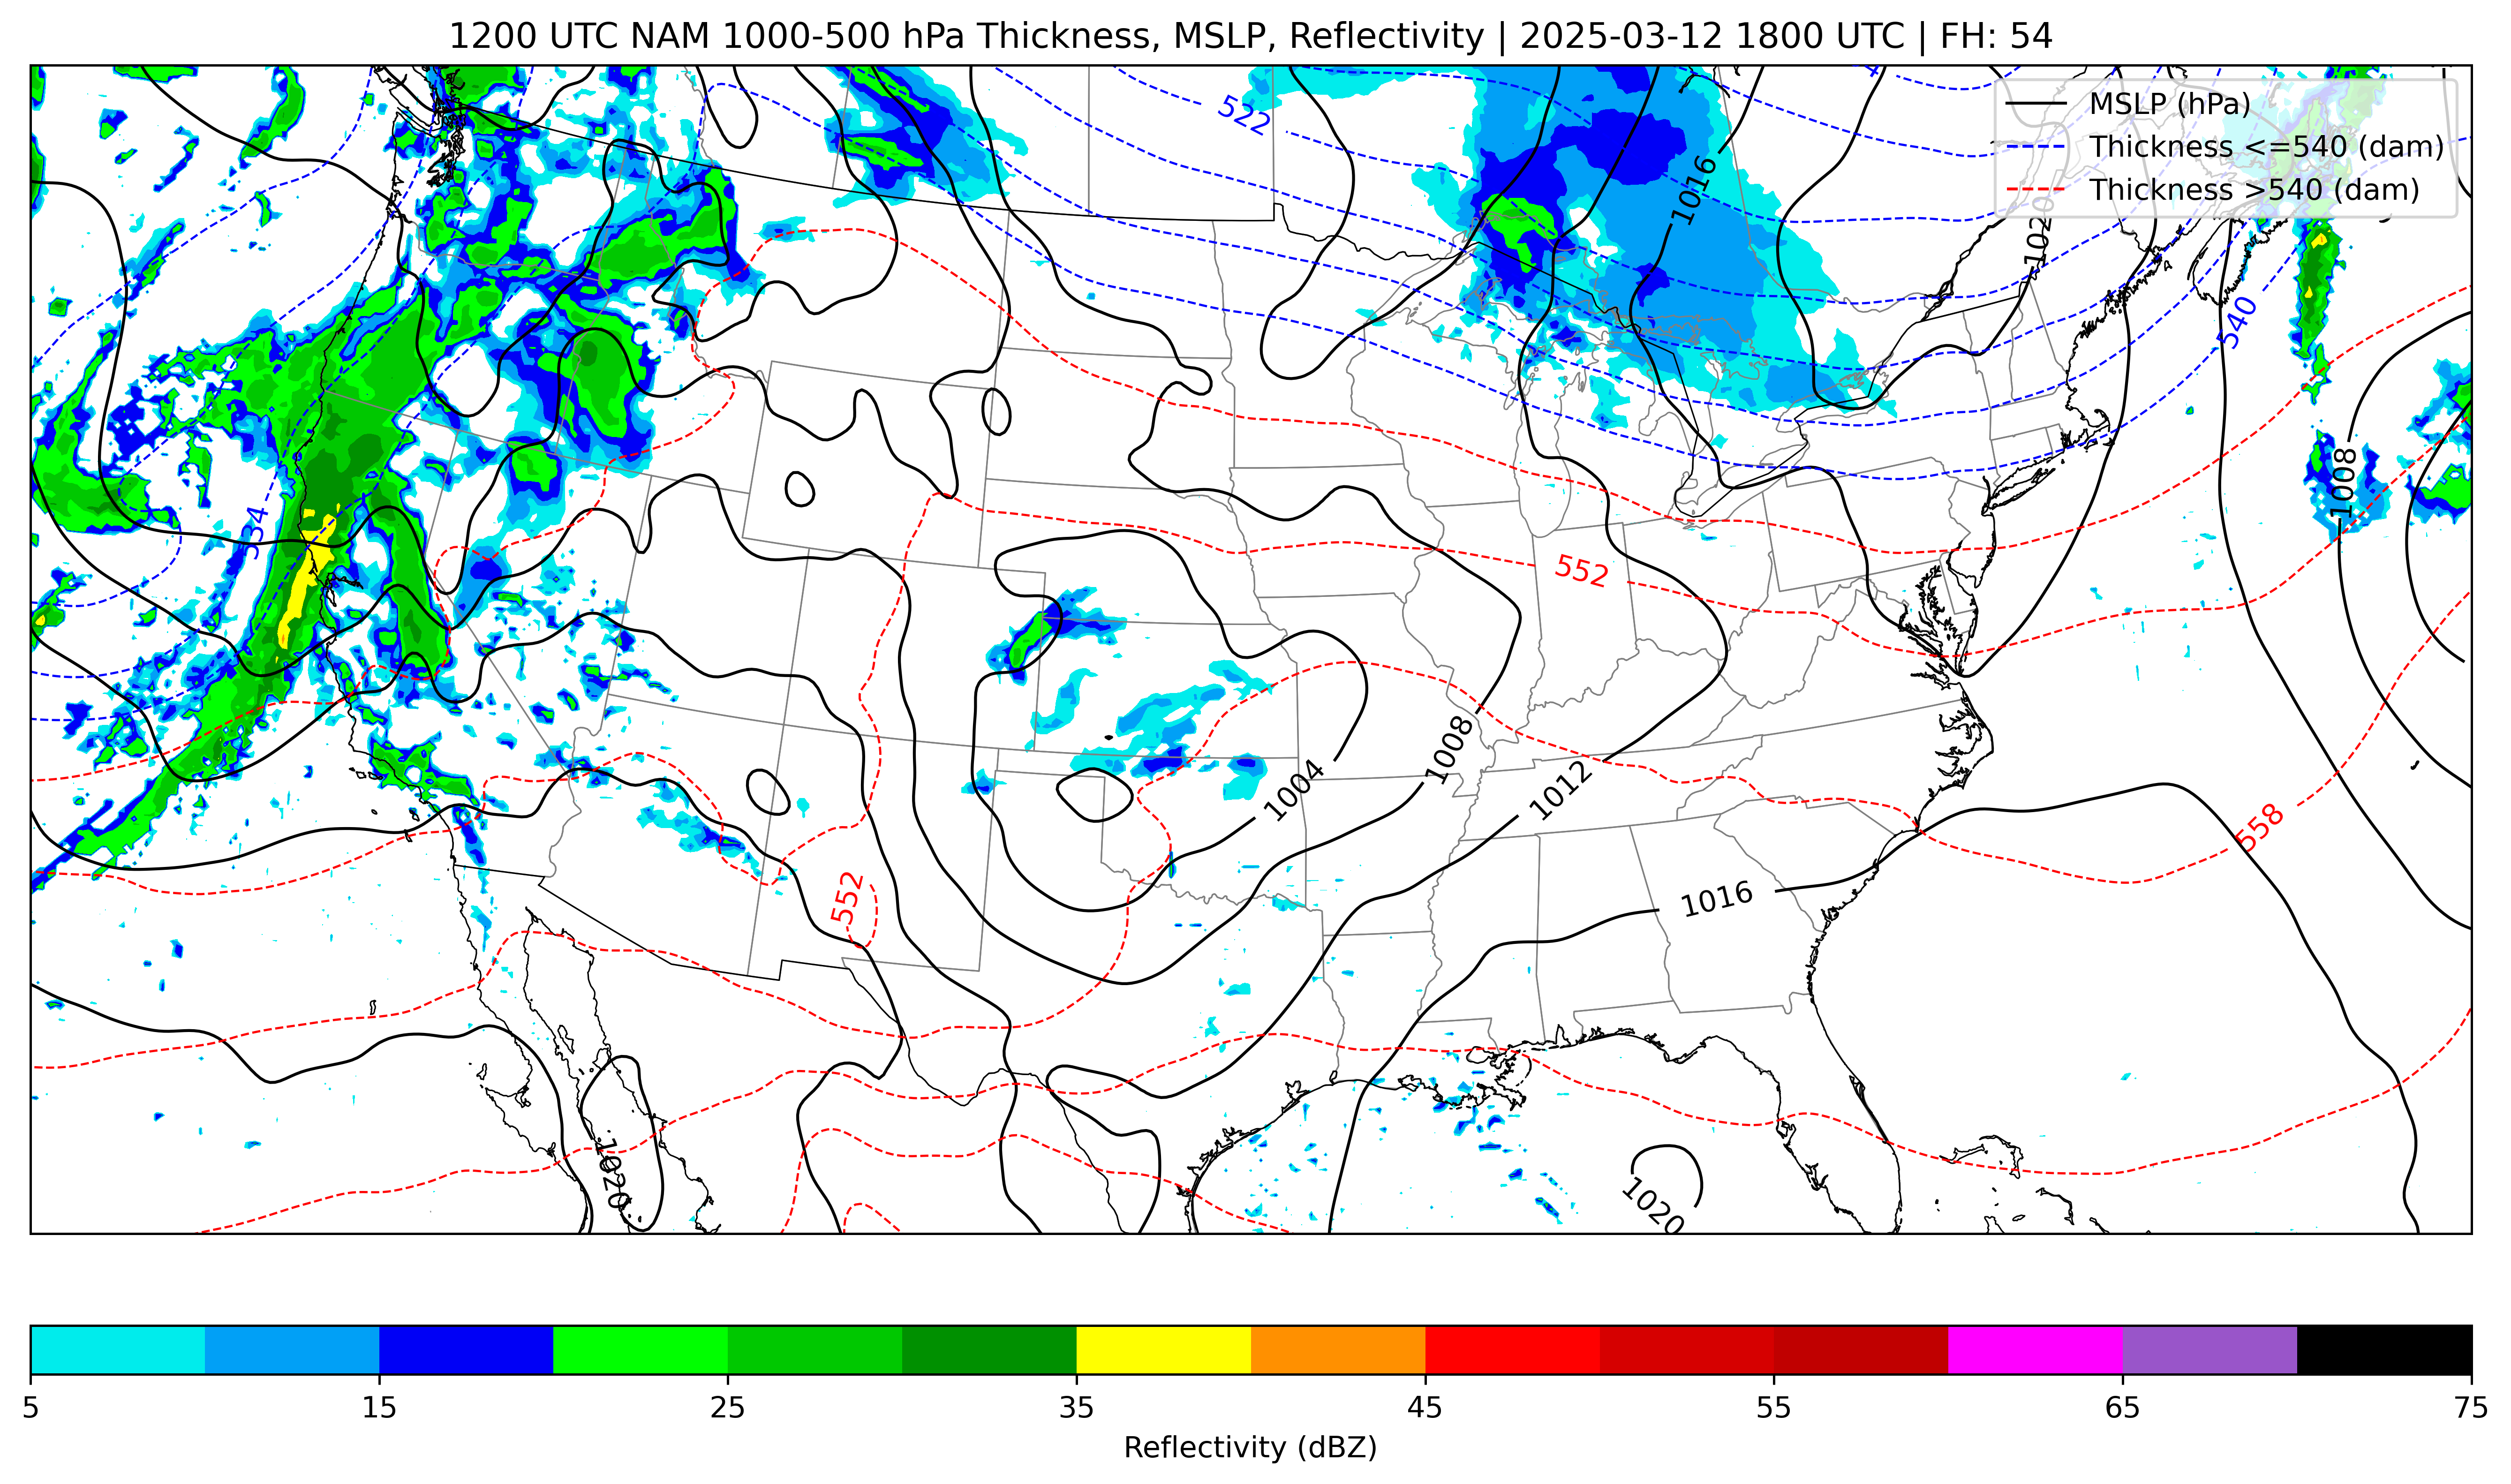 1200 UTC NAM 1000-500 hPa Thickness, MSLP, Reflectivity | 2025-03-12 1800 UTC | FH: 54
MSLP (hPa)
Thickness <=540 (dam)
Thickness >540 (dam)
522
1016
1020
540
534
1008
552
1008
1004
1012
558
552
1016
1020
1020
5 15 25 35 45 55 65 75
Reflectivity (dBZ)